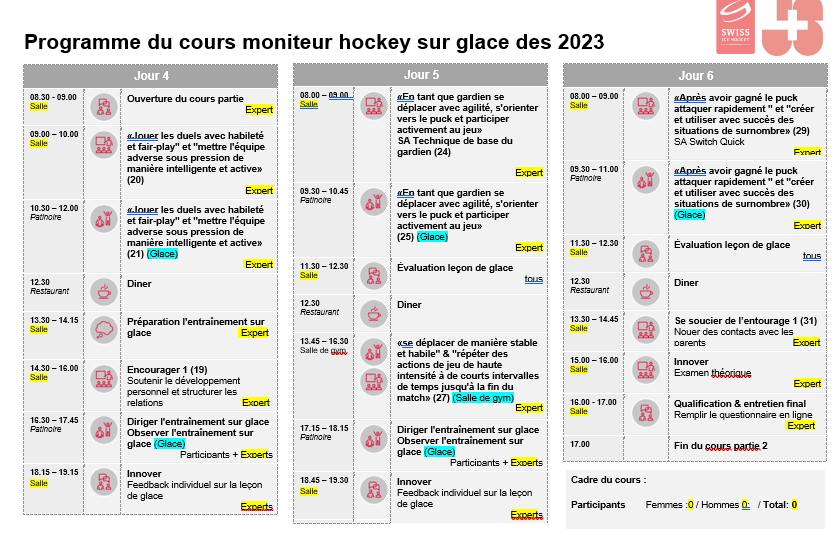 SWISS
ICE HOCKEY
Programme du cours moniteur hockey sur glace des 2023
Jour 4
08.30 - 09.00
Salle
Ouverture du cours partie
Expert
09.00 – 10.00
Salle
«Jouer les duels avec habileté
et fair-play" et "mettre l'équipe
adverse sous pression de
manière intelligente et active»
(20)
Expert
10.30 – 12.00
Patinoire
«Jouer les duels avec habileté
et fair-play" et "mettre l'équipe
adverse sous pression de
manière intelligente et active»
(21) (Glace)
Expert
12.30
Restaurant
Diner
13.30 – 14.15
Salle
Préparation l'entraînement sur
glace
Expert
14.30 – 16.00
Salle
Encourager 1 (19)
Soutenir le développement
personnel et structurer les
relations
Expert
16.30 – 17.45
Patinoire
Diriger l'entraînement sur glace
Observer l'entraînement sur
glace (Glace)
Participants + Experts
18.15 – 19.15
Salle
Innover
Feedback individuel sur la leçon
de glace
Experts
Jour 5
08.00 – 09.00
Salle
«En tant que gardien se
déplacer avec agilité, s'orienter
vers le puck et participer
activement au jeu»
SA Technique de base du
gardien (24)
Expert
09.30 – 10.45
Patinoire
«En tant que gardien se
déplacer avec agilité, s'orienter
vers le puck et participer
activement au jeu»
(25) (Glace)
Expert
11.30 – 12.30
Salle
Évaluation leçon de glace
tous
12.30
Restaurant
Diner
13.45 – 16.30
Salle de gym
«se déplacer de manière stable
et habile" & "répéter des
actions de jeu de haute
intensité à de courts intervalles
de temps jusqu'à la fin du
match» (27) (Salle de gym)
Expert
17.15 – 18.15
Patinoire
Diriger l'entraînement sur glace
Observer l'entraînement sur
glace (Glace)
Participants + Experts
18.45 – 19.30
Salle
Innover
Feedback individuel sur la leçon
de glace
Experts
Jour 6
08.00 – 09.00
Salle
«Après avoir gagné le puck
attaquer rapidement " et "créer
et utiliser avec succès des
situations de surnombre» (29)
SA Switch Quick
Expert
09.30 – 11.00
Patinoire
«Après avoir gagné le puck
attaquer rapidement " et "créer
et utiliser avec succès des
situations de surnombre» (30)
(Glace)
Expert
11.30 – 12.30
Salle
Évaluation leçon de glace
tous
12.30
Patinoire
Diner
13.30 – 14.45
Salle
Se soucier de l'entourage 1 (31)
Nouer des contacts avec les
parents
Expert
15.00 – 16.00
Salle
Innover
Examen théorique
Expert
16.00 - 17.00
Salle
Qualification & entretien final
Remplir le questionnaire en ligne
Expert
17.00
Fin du cours partie 2
Cadre du cours :
Participants Femmes :0 / Hommes 0: / Total: 0